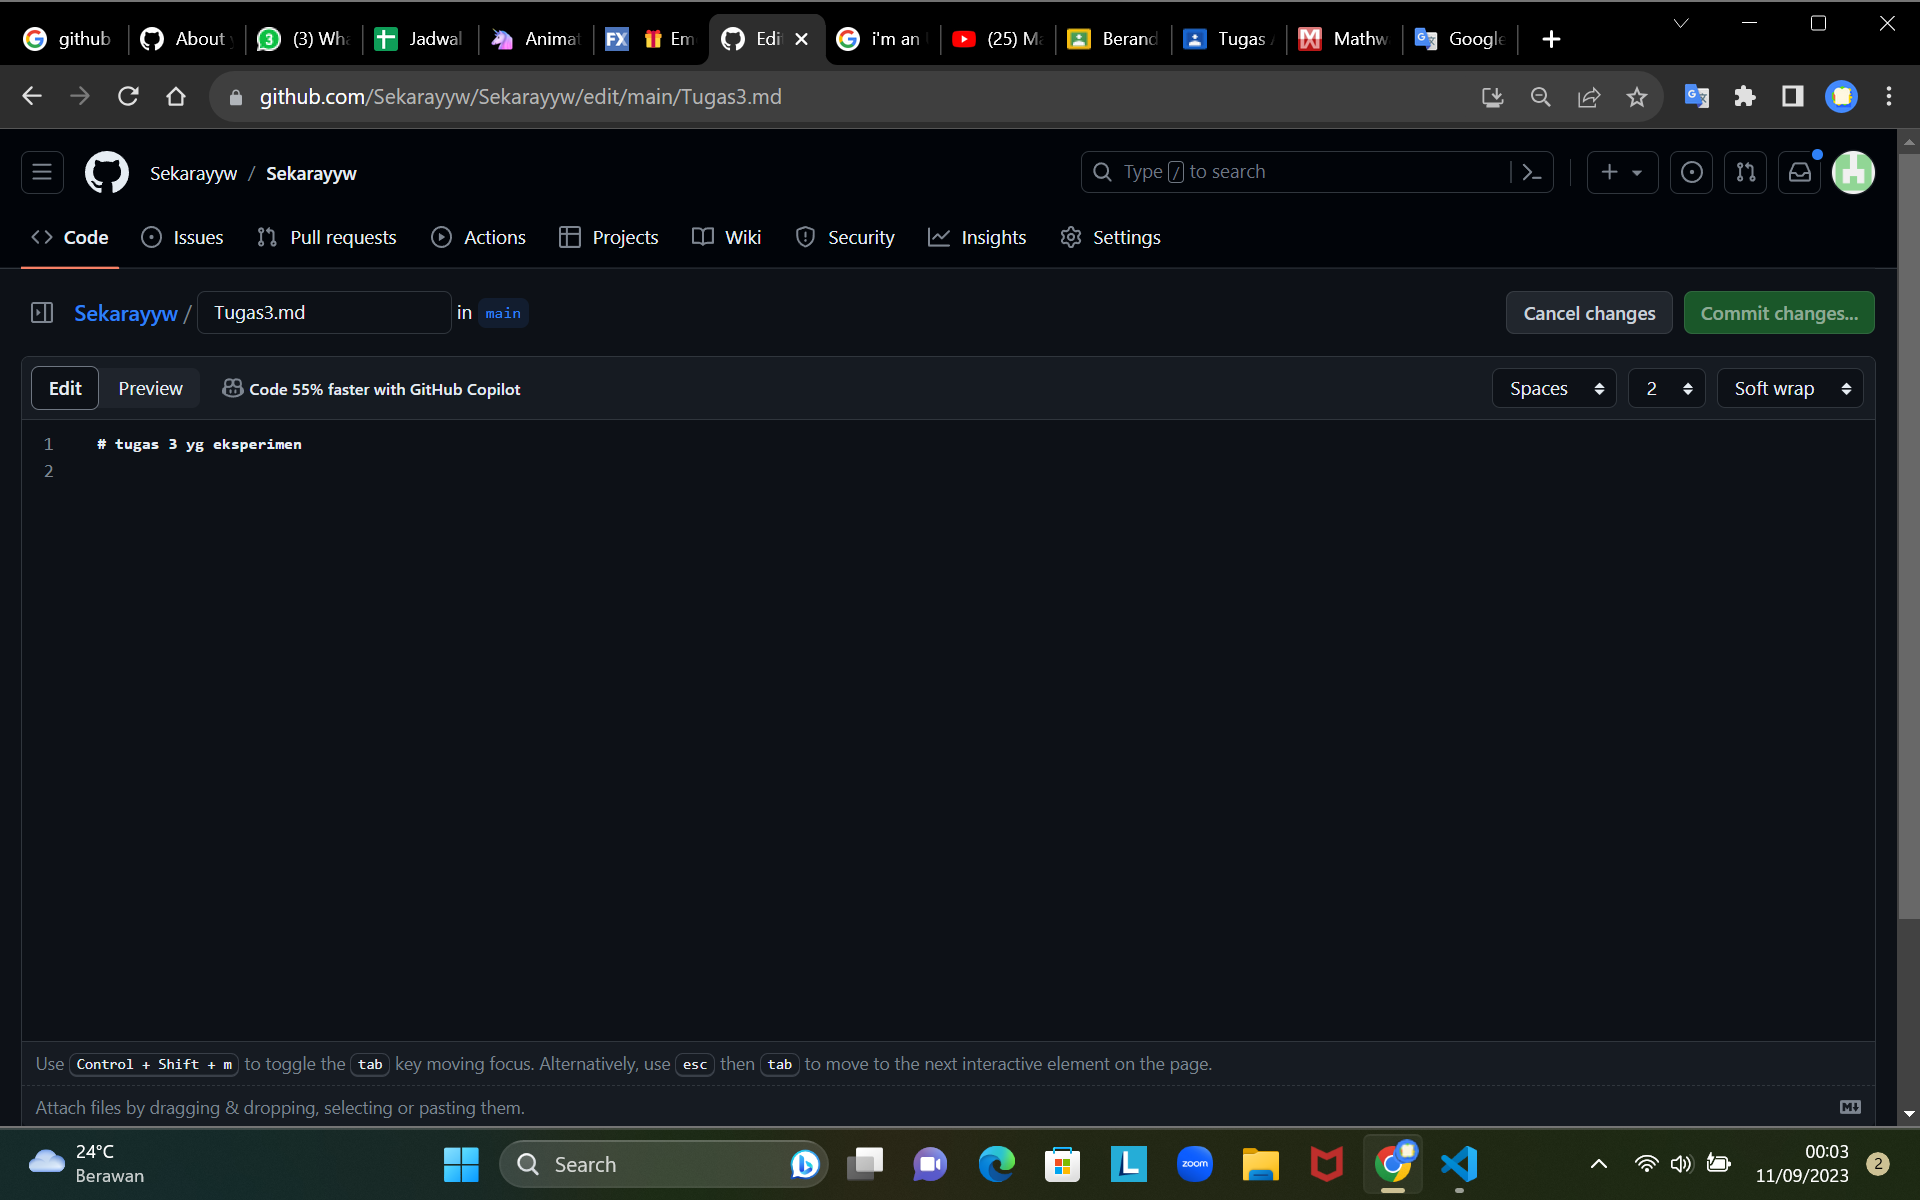 github About (3) Wh Jadwal Animat FX Em Edi i'm an (25) M Berand Tugas Mathw Google
github.com/Sekarayyw/Sekarayyw/edit/main/Tugas3.md
Sekarayyw / Sekarayyw Type / to search
Code Issues Pull requests Actions Projects Wiki Security Insights Settings
Sekarayyw / Tugas3.md in main Cancel changes Commit changes...
Edit Preview Code 55% faster with GitHub Copilot Spaces 2 Soft wrap
1 # tugas 3 yg eksperimen
2
Use Control + Shift + m to toggle the tab key moving focus. Alternatively, use esc then tab to move to the next interactive element on the page.
Attach files by dragging & dropping, selecting or pasting them.
24°C
Berawan
Search
zoom
00:03
11/09/2023
2